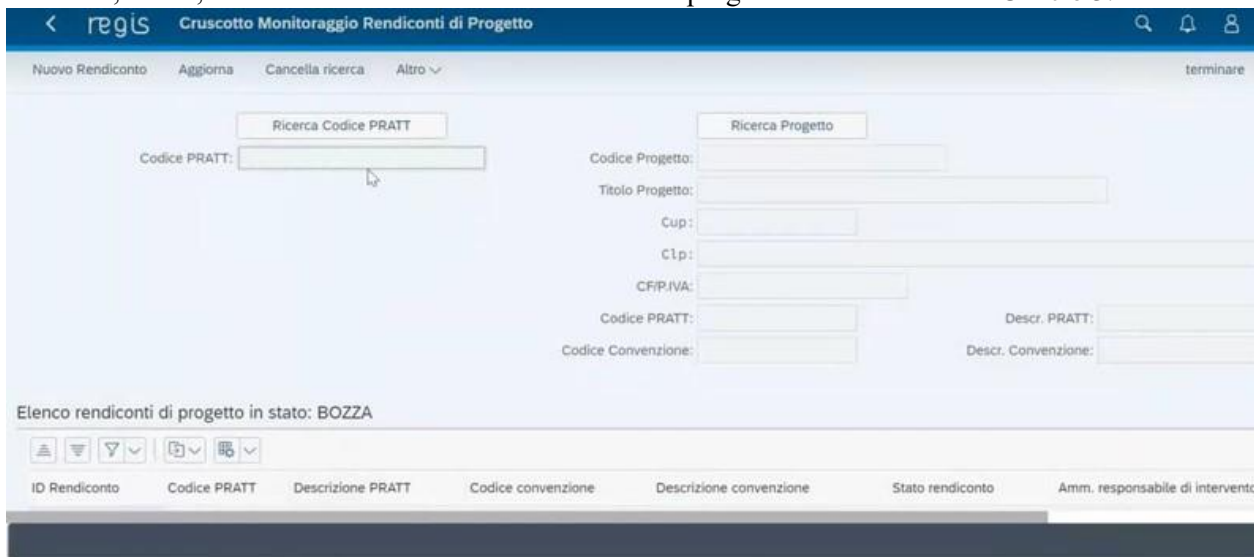 regis Cruscotto Monitoraggio Rendiconti di Progetto
Nuovo Rendiconto Aggiorna Cancella ricerca Altro terminare
Ricerca Codice PRATT Ricerca Progetto
Codice PRATT: Codice Progetto:
Titolo Progetto:
Cup:
Clp:
CF/P.IVA:
Codice PRATT: Descr. PRATT:
Codice Convenzione: Descr. Convenzione:
Elenco rendiconti di progetto in stato: BOZZA
ID Rendiconto Codice PRATT Descrizione PRATT Codice convenzione Descrizione convenzione Stato rendiconto Amm. responsabile di intervento